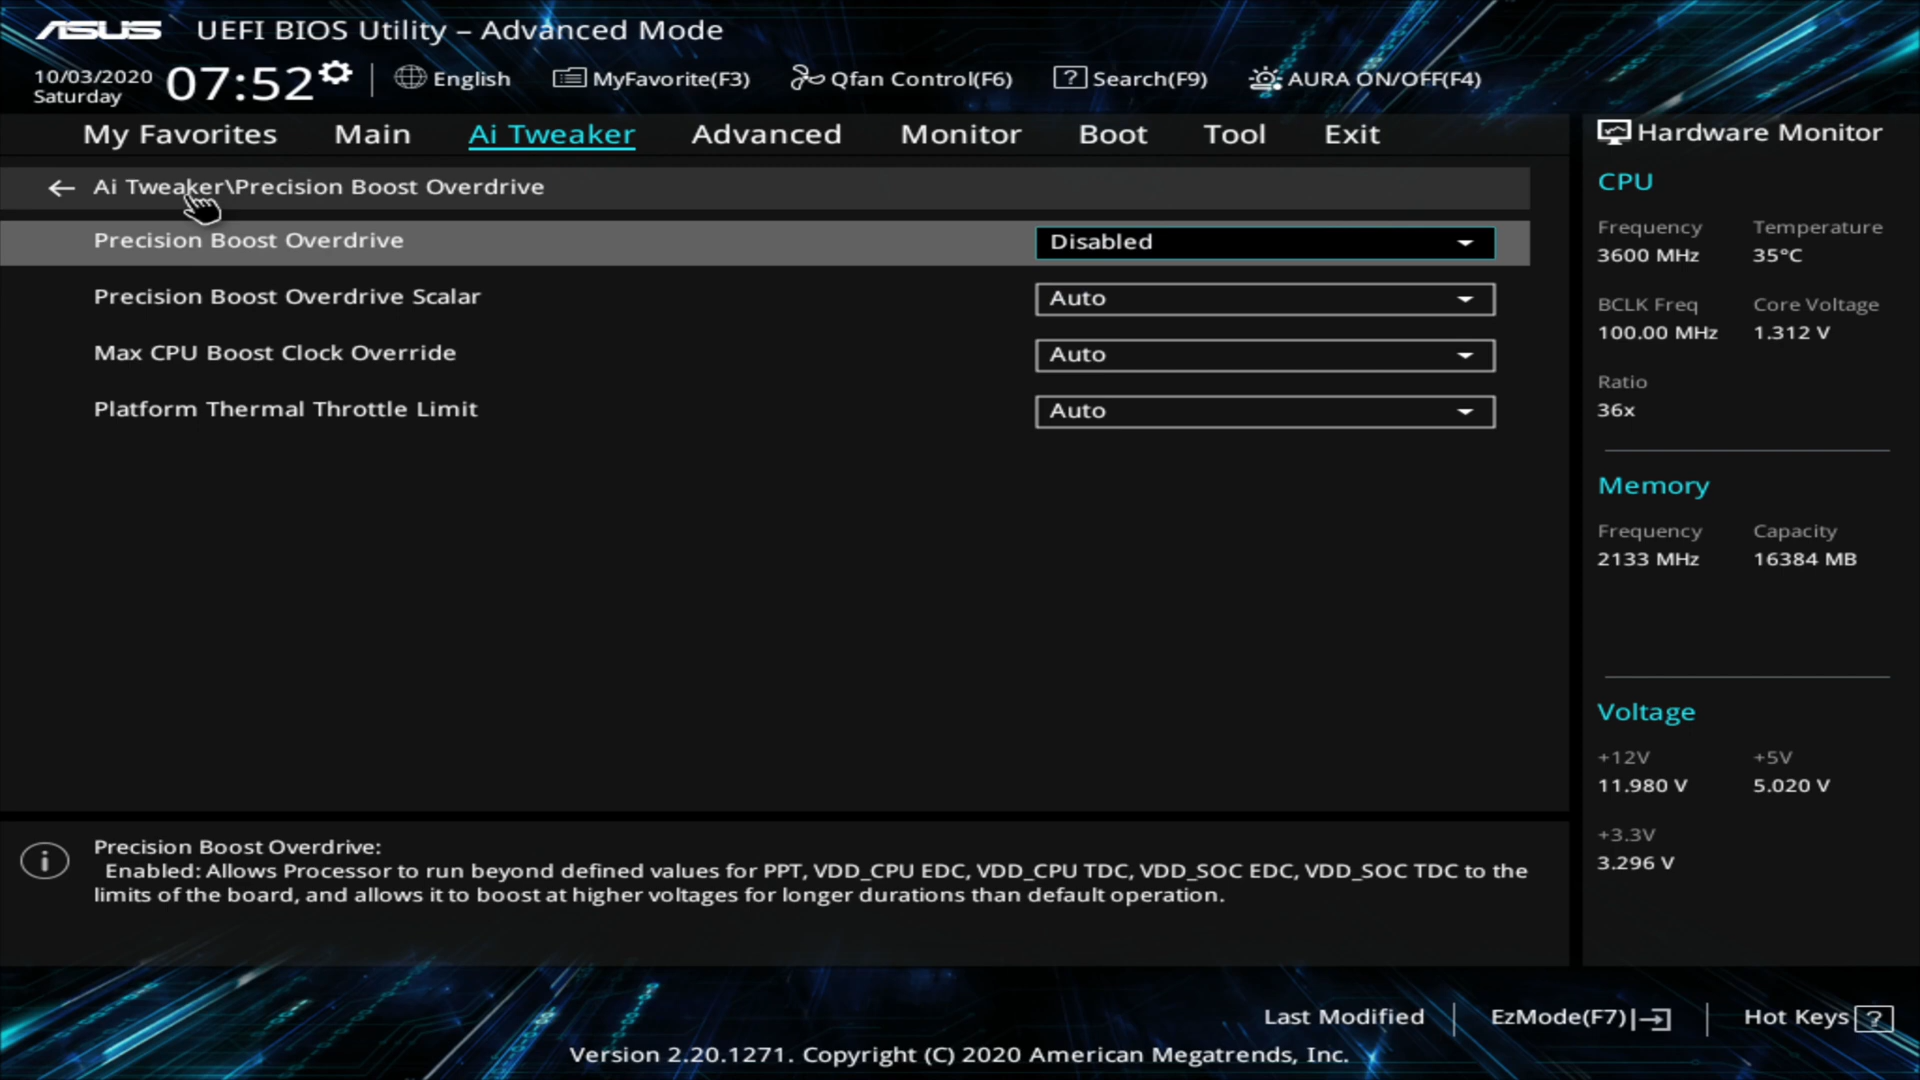 ASUS UEFI BIOS Utility – Advanced Mode
10/03/2020
Saturday
07:52
English
MyFavorite(F3)
Qfan Control(F6)
? Search(F9)
AURA ON/OFF(F4)
My Favorites Main Ai Tweaker Advanced Monitor Boot Tool Exit
Ai Tweaker\Precision Boost Overdrive
Precision Boost Overdrive Disabled
Precision Boost Overdrive Scalar Auto
Max CPU Boost Clock Override Auto
Platform Thermal Throttle Limit Auto
i
Precision Boost Overdrive:
Enabled: Allows Processor to run beyond defined values for PPT, VDD_CPU EDC, VDD_CPU TDC, VDD_SOC EDC, VDD_SOC TDC to the
limits of the board, and allows it to boost at higher voltages for longer durations than default operation.
Hardware Monitor
CPU
Frequency Temperature
3600 MHz 35°C
BCLK Freq Core Voltage
100.00 MHz 1.312 V
Ratio
36x
Memory
Frequency Capacity
2133 MHz 16384 MB
Voltage
+12V +5V
11.980 V 5.020 V
+3.3V
3.296 V
Last Modified EzMode(F7) Hot Keys ?
Version 2.20.1271. Copyright (C) 2020 American Megatrends, Inc.